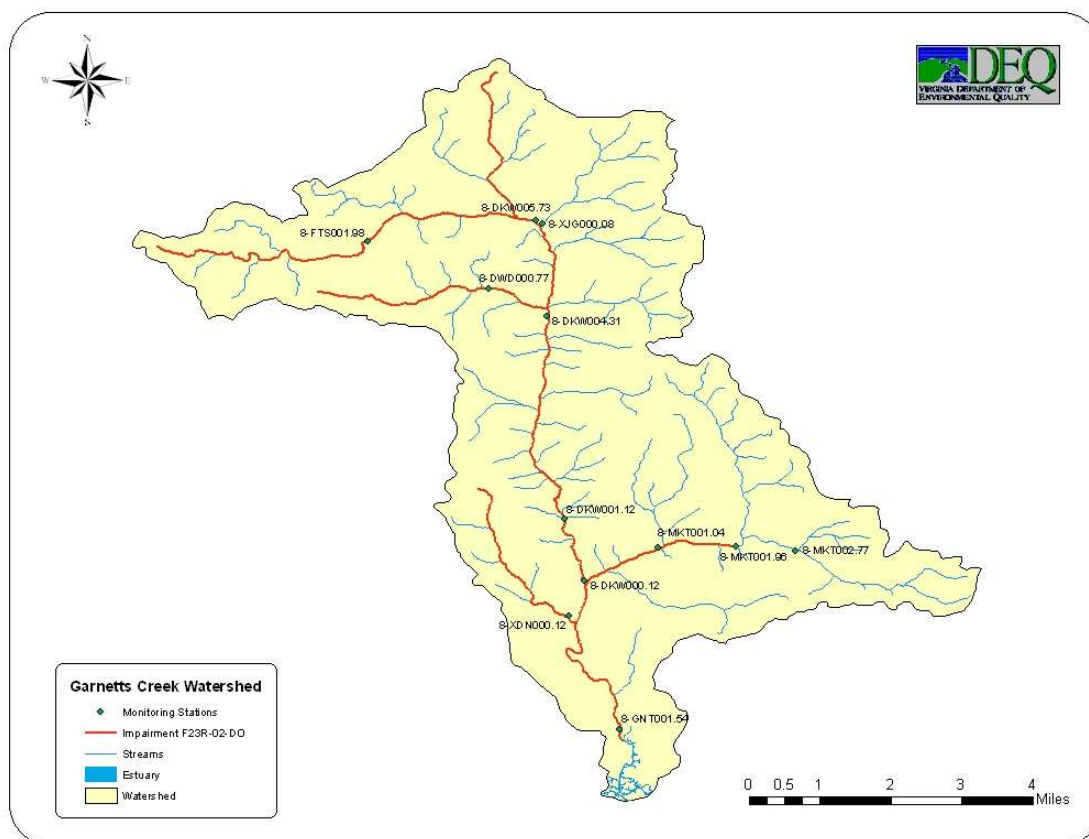 N
W E
S
DEQ
VIRGINIA DEPARTMENT OF
ENVIRONMENTAL QUALITY
8-DKW005.73
8-XJG000.08
8-FTS001.98
8-DWD000.77
8-DKW004.31
8-DKW001.12
8-MKT001.04
8-MKT001.96
8-MKT002.77
8-DKW000.12
8-XDN000.12
8-GNT001.54
Garnetts Creek Watershed
Monitoring Stations
Impairment F23R-02-DO
Streams
Estuary
Watershed
0 0.5 1 2 3 4
Miles